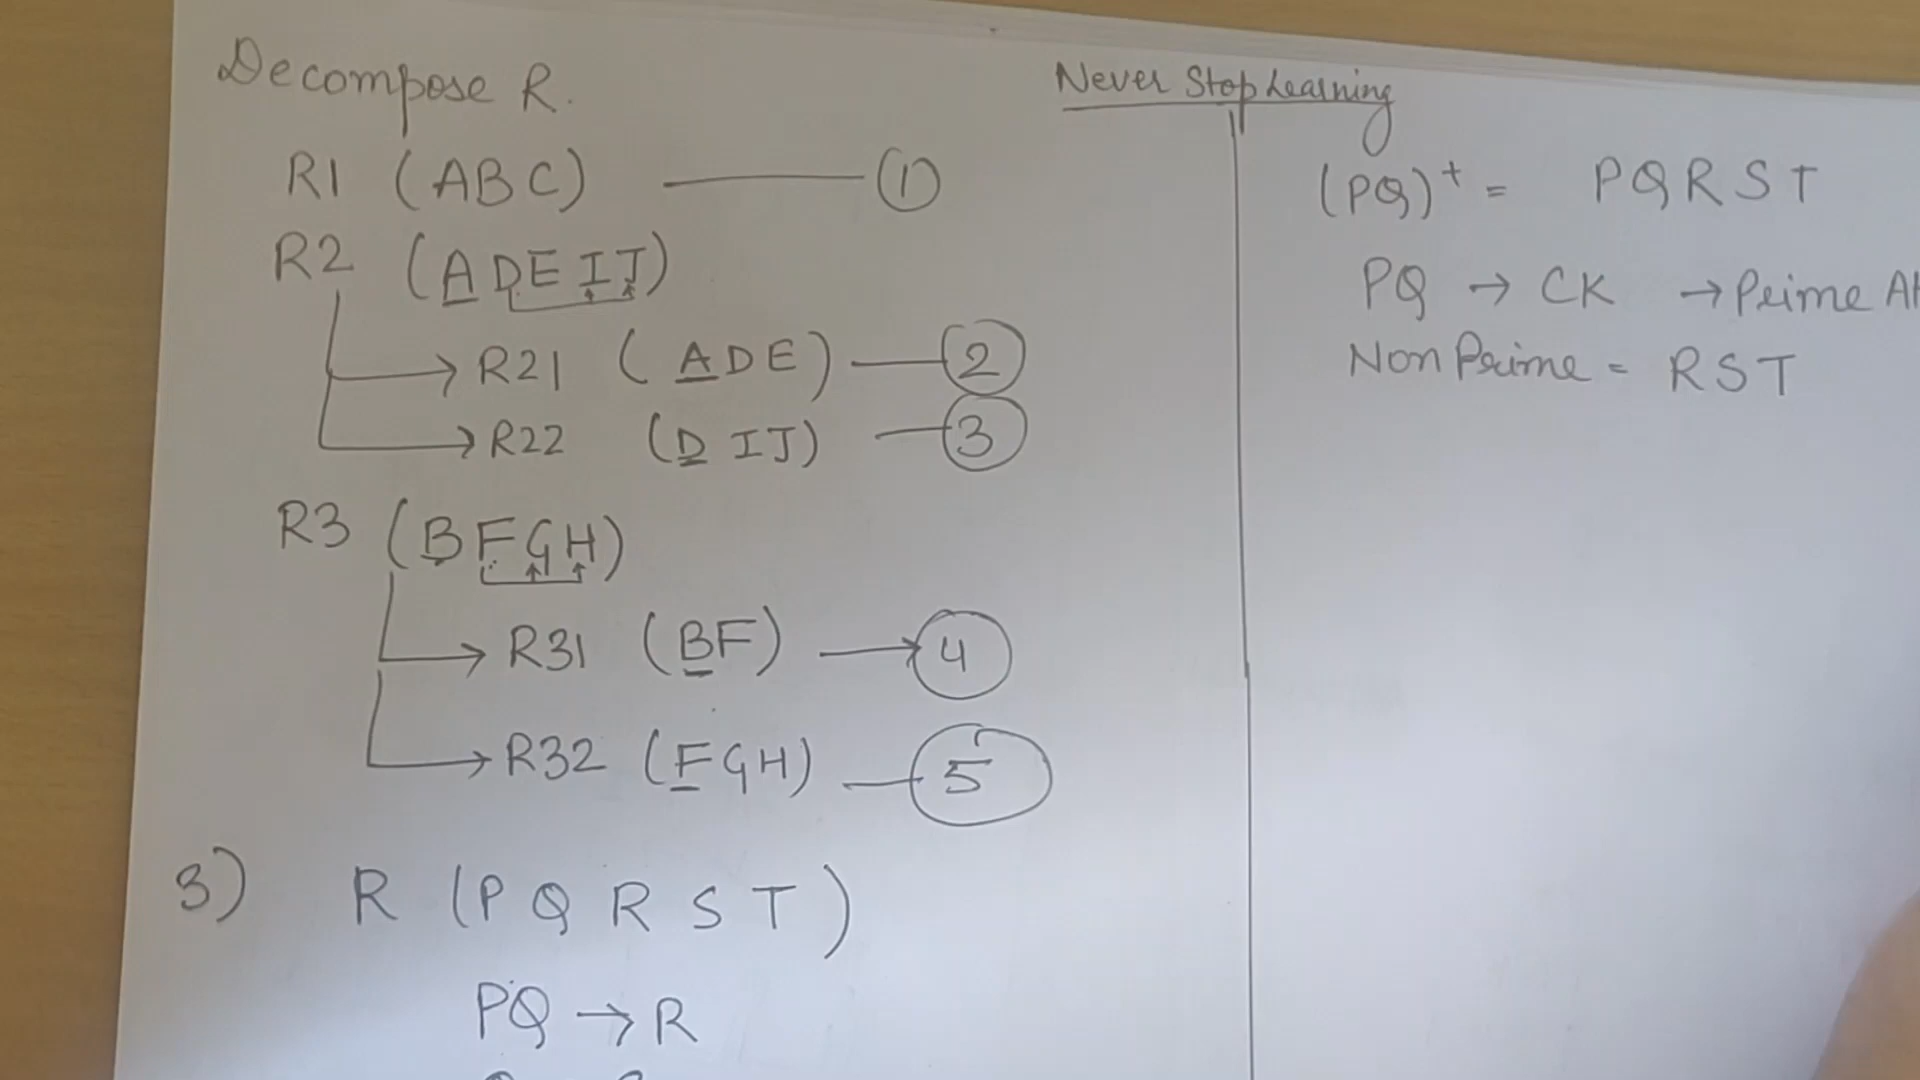 Decompose R.
R1 (ABC) ——— ①
R2 (ADEIJ)
→ R21 (ADE) — ②
→ R22 (DIJ) — ③
R3 (BFGH)
→ R31 (BF) → ④
→ R32 (FGH) — ⑤
3) R (PQRST)
PQ → R
Never Stop Learning
(PQ)⁺ = PQRST
PQ → CK → Prime
Non Prime = RST